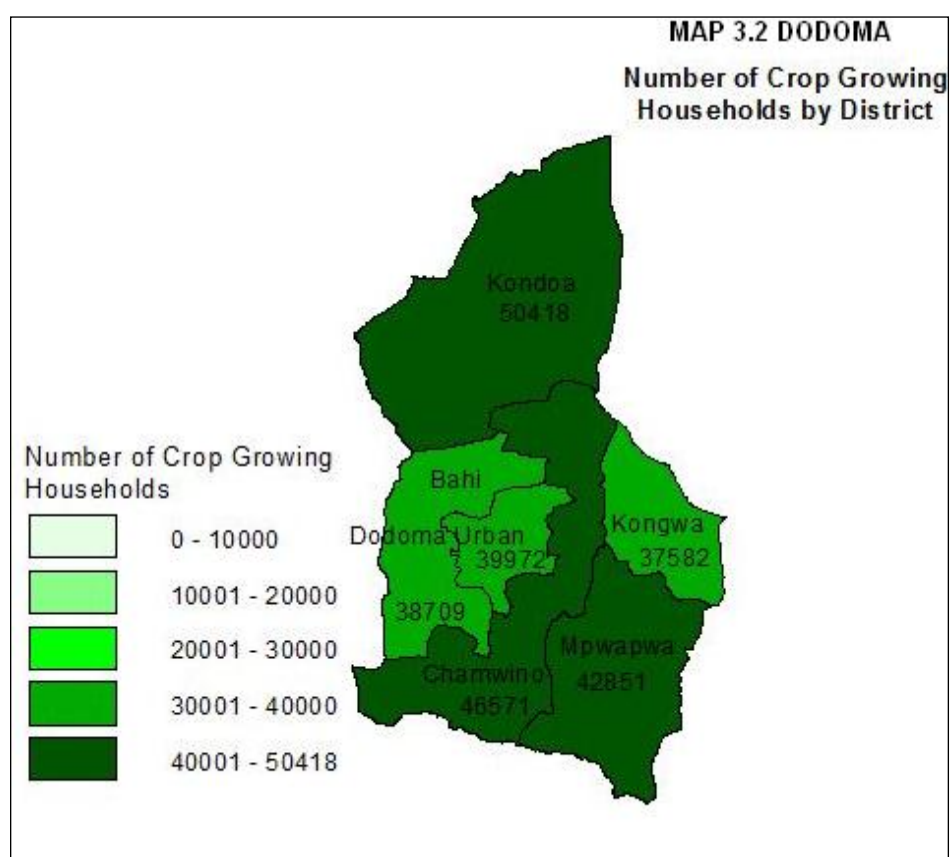 MAP 3.2 DODOMA
Number of Crop Growing
Households by District
Kondoa
50418
Bahi
Dodoma Urban
39972
Kongwa
37582
38709
Mpwapwa
42851
Chamwino
46571
Number of Crop Growing
Households
0 - 10000
10001 - 20000
20001 - 30000
30001 - 40000
40001 - 50418